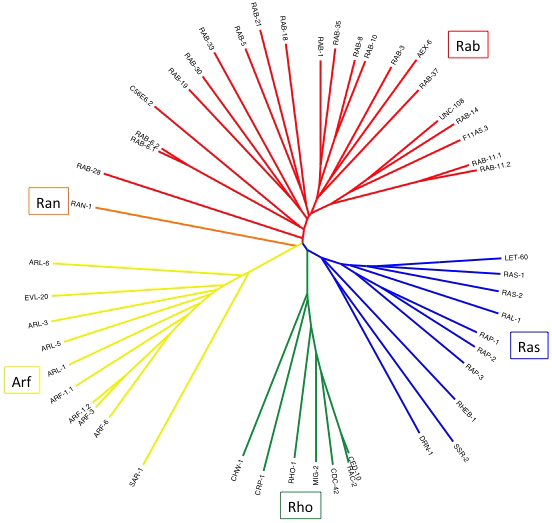 RAB-28
RAB-6.1
RAB-6.2
C56E6.2
RAB-19
RAB-30
RAB-33
RAB-5
RAB-21
RAB-18
RAB-1
RAB-35
RAB-8
RAB-10
RAB-3
AEX-6
RAB-37
UNC-108
RAB-14
F11A5.3
RAB-11.1
RAB-11.2
Rab
Ran
RAN-1
LET-60
RAS-1
RAS-2
RAL-1
RAP-1
RAP-2
RAP-3
RHEB-1
SSR-2
DRN-1
Ras
ARL-6
EVL-20
ARL-3
ARL-5
ARL-1
ARF-1.1
ARF-1.2
ARF-3
ARF-6
SAR-1
Arf
CHW-1
CRP-1
RHO-1
MIG-2
CDC-42
RAC-2
CED-10
Rho